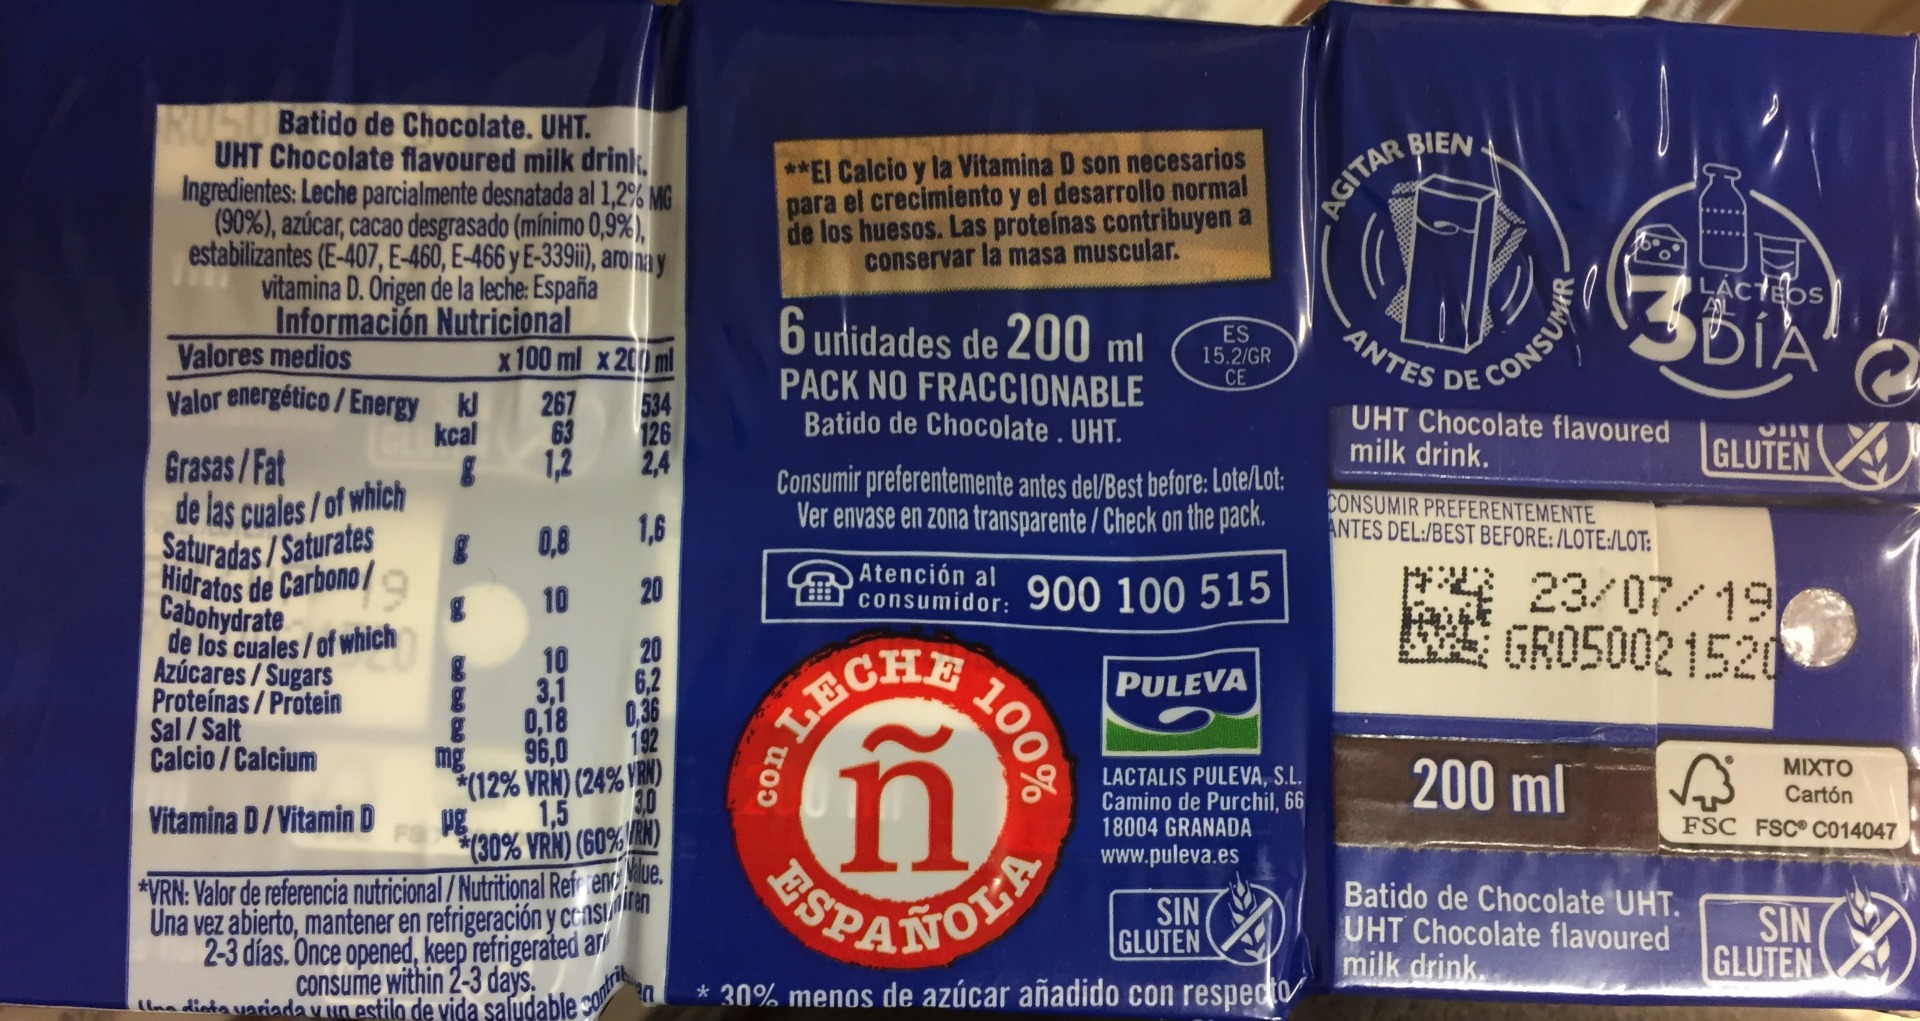 Batido de Chocolate. UHT.
UHT Chocolate flavoured milk drink.
Ingredientes: Leche parcialmente desnatada al 1,2% MG
(90%), azúcar, cacao desgrasado (mínimo 0,9%),
estabilizantes (E-407, E-460, E-466 y E-339ii), aroma y
vitamina D. Origen de la leche: España
Información Nutricional
Valores medios x 100 ml x 200 ml
Valor energético / Energy kJ 267 534
kcal 63 126
Grasas / Fat g 1,2 2,4
de las cuales / of which
Saturadas / Saturates g 0,8 1,6
Hidratos de Carbono /
Cabohydrate g 10 20
de los cuales / of which
Azúcares / Sugars g 10 20
Proteínas / Protein g 3,1 6,2
Sal / Salt g 0,18 0,36
Calcio / Calcium mg 96,0 192
*(12% VRN) (24% VRN)
Vitamina D / Vitamin D µg 1,5 3,0
*(30% VRN) (60% VRN)
*VRN: Valor de referencia nutricional / Nutritional Reference Value.
Una vez abierto, mantener en refrigeración y consumir en
2-3 días. Once opened, keep refrigerated and
consume within 2-3 days.
Una dieta variada y un estilo de vida saludable contribuyen
**El Calcio y la Vitamina D son necesarios
para el crecimiento y el desarrollo normal
de los huesos. Las proteínas contribuyen a
conservar la masa muscular.
6 unidades de 200 ml
PACK NO FRACCIONABLE
Batido de Chocolate . UHT.
ES
15.2/GR
CE
Consumir preferentemente antes del/Best before: Lote/Lot:
Ver envase en zona transparente / Check on the pack.
Atención al
consumidor: 900 100 515
con LECHE 100%
ñ
ESPAÑOLA
PULEVA
LACTALIS PULEVA, S.L.
Camino de Purchil, 66
18004 GRANADA
www.puleva.es
SIN
GLUTEN
* 30% menos de azúcar añadido con respecto
AGITAR BIEN
ANTES DE CONSUMIR
3 LÁCTEOS
AL
DÍA
UHT Chocolate flavoured
milk drink.
SIN
GLUTEN
CONSUMIR PREFERENTEMENTE
ANTES DEL:/BEST BEFORE: /LOTE:/LOT:
23/07/19
GR050021520
200 ml
FSC
MIXTO
Cartón
FSC® C014047
Batido de Chocolate UHT.
UHT Chocolate flavoured
milk drink.
SIN
GLUTEN